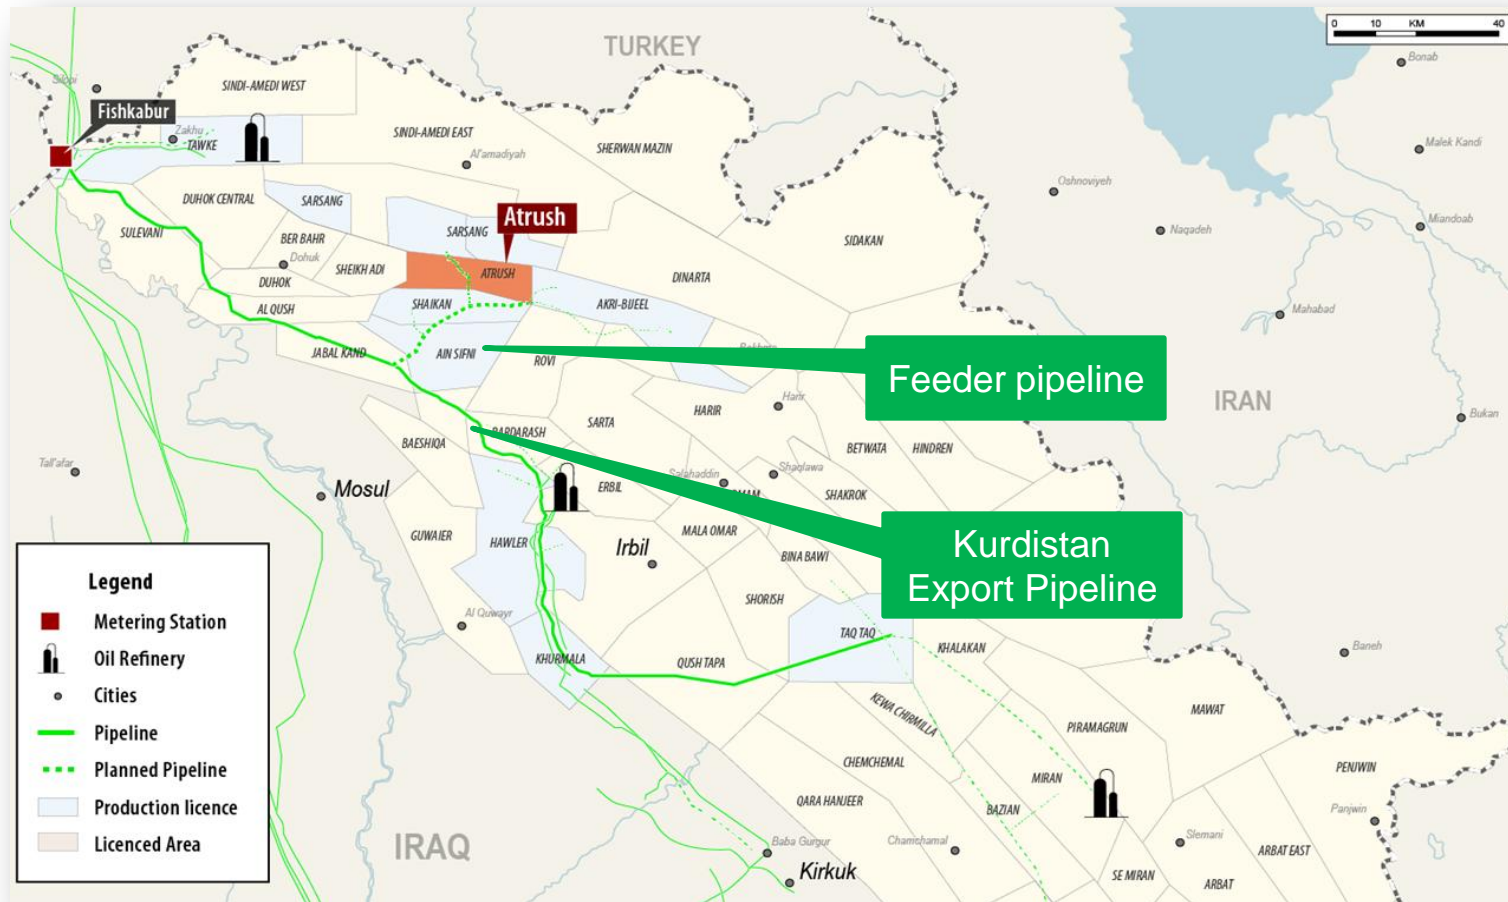 0 10 KM 40
TURKEY
Bonab
Silopi
SINDI-AMEDI WEST
Fishkabur
Zakhu
TAWKE
SINDI-AMEDI EAST
SHERWAN MAZIN
Malek Kandi
Al'amadiyah
Oshnoviyeh
DUHOK CENTRAL
SARSANG
Miandoab
Atrush
SULEVANI
BER BAHR
SARSANG
SIDAKAN
Naqadeh
Dohuk
SHEIKH ADI
ATRUSH
DINARTA
DUHOK
AL QUSH
SHAIKAN
AKRI-BIJEEL
Mahabad
JABAL KAND
AIN SIFNI
ROVI
Feeder pipeline
IRAN
HARIR
Harir
Bukan
SARTA
BAESHIQA
BARDARASH
BETWATA
HINDREN
Tall'afar
Salahaddin
Shaqlawa
Mosul
ERBIL
SHAKROK
GUWAIER
HAWLER
MALA OMAR
Irbil
BINA BAWI
Kurdistan
Export Pipeline
SHORISH
Al Quwayr
TAQ TAQ
KHALAKAN
Baneh
KHURMALA
QUSH TAPA
KEWA CHIRMILLA
MAWAT
PIRAMAGRUN
CHEMCHEMAL
MIRAN
PENJWIN
QARA HANJEER
BAZIAN
Panjwin
Chamchamal
Slemani
Baba Gurgur
ARBAT EAST
IRAQ
Kirkuk
SE MIRAN
ARBAT
Legend
Metering Station
Oil Refinery
Cities
Pipeline
Planned Pipeline
Production licence
Licenced Area